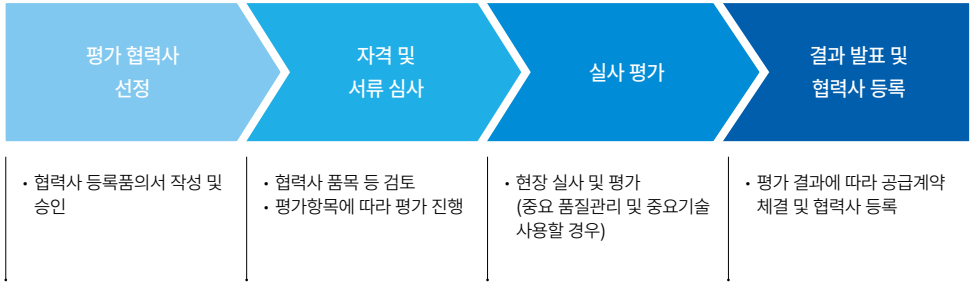 평가 협력사
선정
자격 및
서류 심사
실사 평가
결과 발표 및
협력사 등록
• 협력사 등록품의서 작성 및
승인
• 협력사 품목 등 검토
• 평가항목에 따라 평가 진행
• 현장 실사 및 평가
(중요 품질관리 및 중요기술
사용할 경우)
• 평가 결과에 따라 공급계약
체결 및 협력사 등록